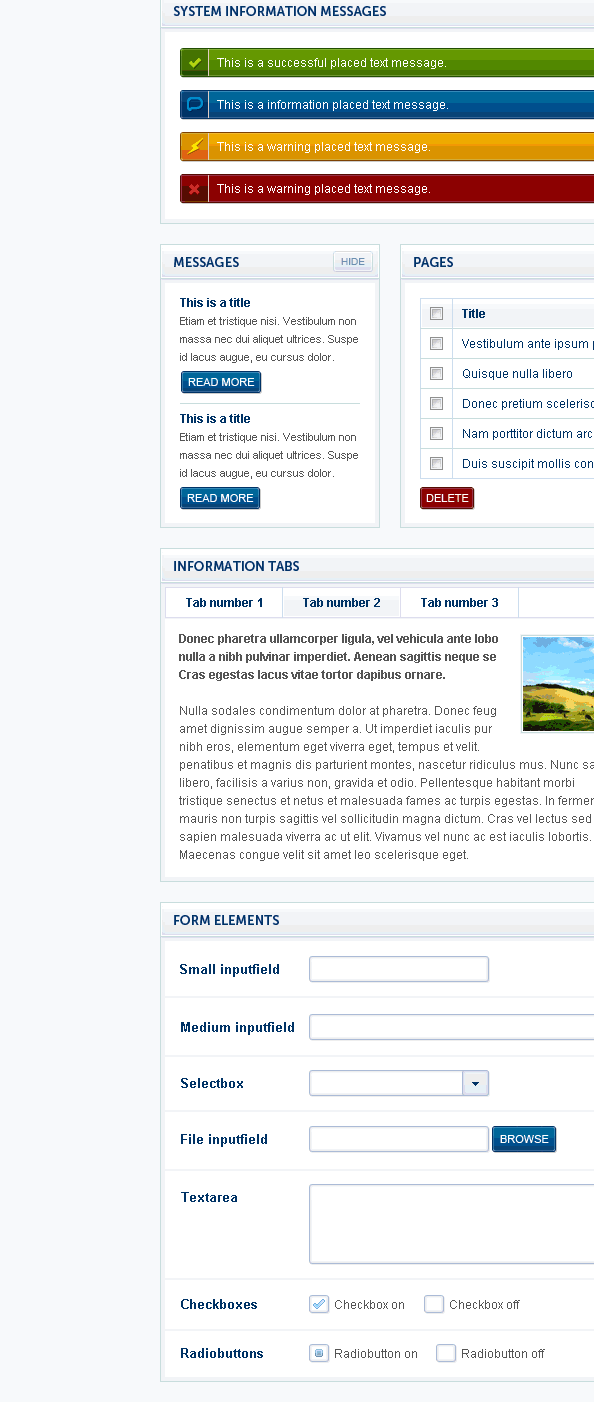 SYSTEM INFORMATION MESSAGES
This is a successful placed text message.
This is a information placed text message.
This is a warning placed text message.
This is a warning placed text message.
MESSAGES
HIDE
This is a title
Etiam et tristique nisi. Vestibulum non
massa nec dui aliquet ultrices. Suspe
id lacus augue, eu cursus dolor.
READ MORE
This is a title
Etiam et tristique nisi. Vestibulum non
massa nec dui aliquet ultrices. Suspe
id lacus augue, eu cursus dolor.
READ MORE
PAGES
Title
Vestibulum ante ipsum
Quisque nulla libero
Donec pretium scelerisc
Nam porttitor dictum arc
Duis suscipit mollis con
DELETE
INFORMATION TABS
Tab number 1
Tab number 2
Tab number 3
Donec pharetra ullamcorper ligula, vel vehicula ante lobo
nulla a nibh pulvinar imperdiet. Aenean sagittis neque se
Cras egestas lacus vitae tortor dapibus ornare.
Nulla sodales condimentum dolor at pharetra. Donec feug
amet dignissim augue semper a. Ut imperdiet iaculis pur
nibh eros, elementum eget viverra eget, tempus et velit.
penatibus et magnis dis parturient montes, nascetur ridiculus mus. Nunc sa
libero, facilisis a varius non, gravida et odio. Pellentesque habitant morbi
tristique senectus et netus et malesuada fames ac turpis egestas. In fermer
mauris non turpis sagittis vel sollicitudin magna dictum. Cras vel lectus sed
sapien malesuada viverra ac ut elit. Vivamus vel nunc ac est iaculis lobortis.
Maecenas congue velit sit amet leo scelerisque eget.
FORM ELEMENTS
Small inputfield
Medium inputfield
Selectbox
File inputfield
BROWSE
Textarea
Checkboxes
Checkbox on
Checkbox off
Radiobuttons
Radiobutton on
Radiobutton off